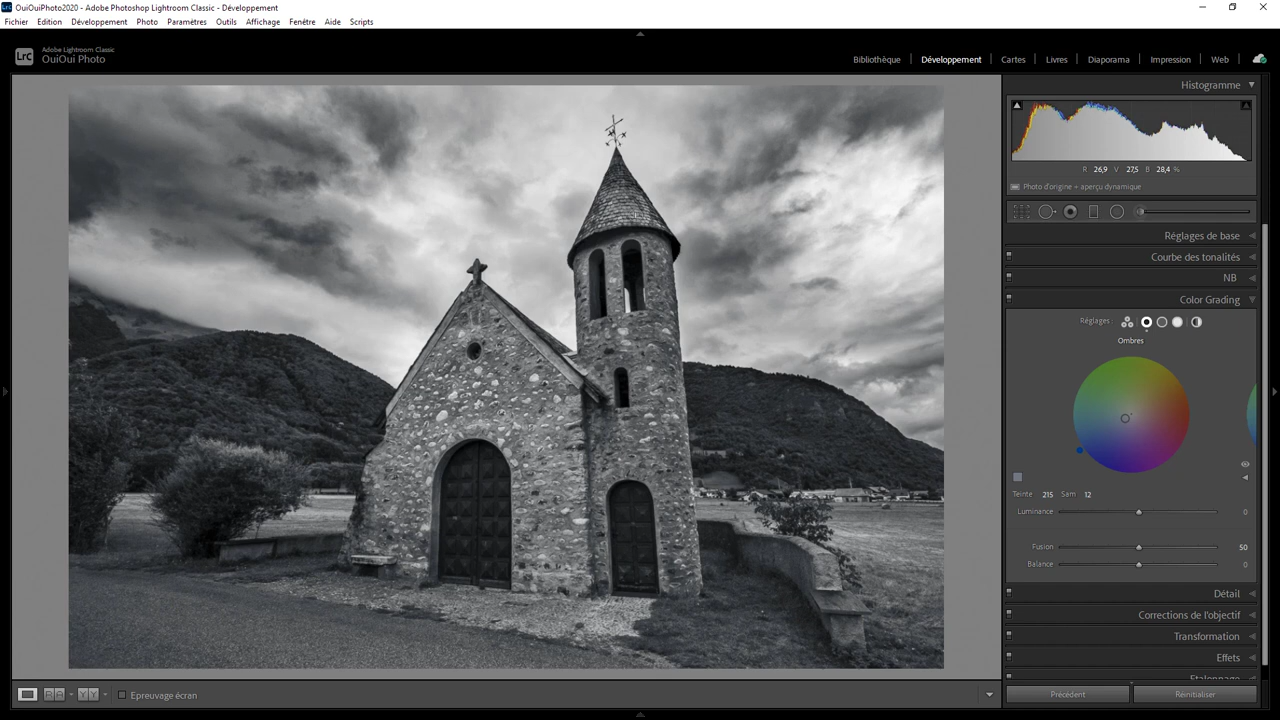 OuiOuiPhoto2020 - Adobe Photoshop Lightroom Classic - Développement
Fichier Edition Développement Photo Paramètres Outils Affichage Fenêtre Aide Scripts
Lrc Adobe Lightroom Classic
OuiOui Photo
Bibliothèque Développement Cartes Livres Diaporama Impression Web
Histogramme
R 26,9 V 27,5 B 28,4 %
Photo d'origine + aperçu dynamique
Réglages de base
Courbe des tonalités
NB
Color Grading
Réglages :
Ombres
Teinte 215 Sam 12
Luminance 0
Fusion 50
Balance 0
Détail
Corrections de l'objectif
Transformation
Effets
Etalonnage
Epreuvage écran
Précédent Réinitialiser